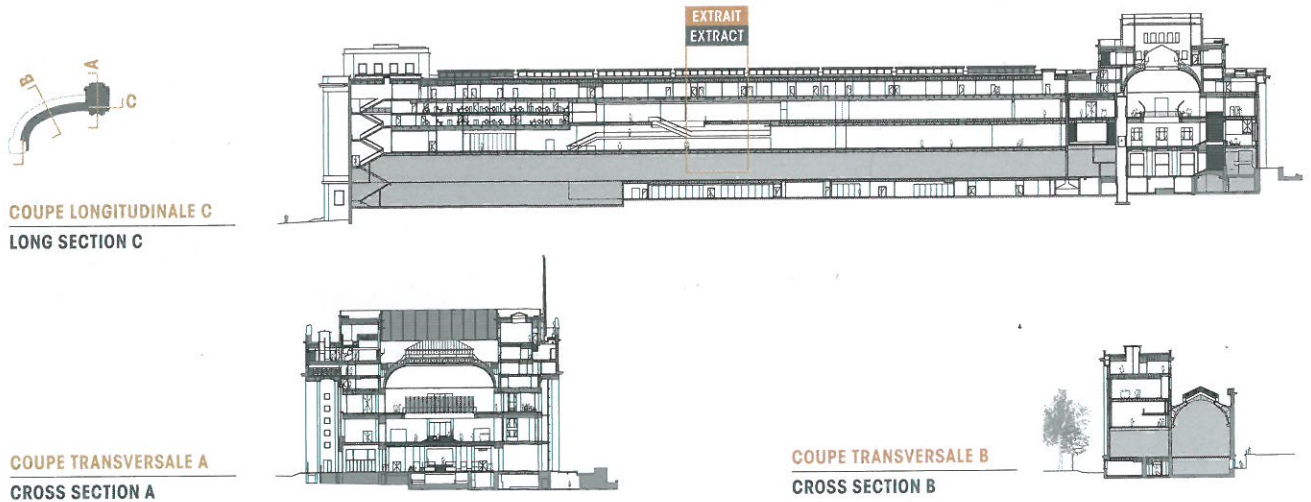 EXTRAIT
EXTRACT
A
B
C
COUPE LONGITUDINALE C
LONG SECTION C
COUPE TRANSVERSALE A
CROSS SECTION A
COUPE TRANSVERSALE B
CROSS SECTION B